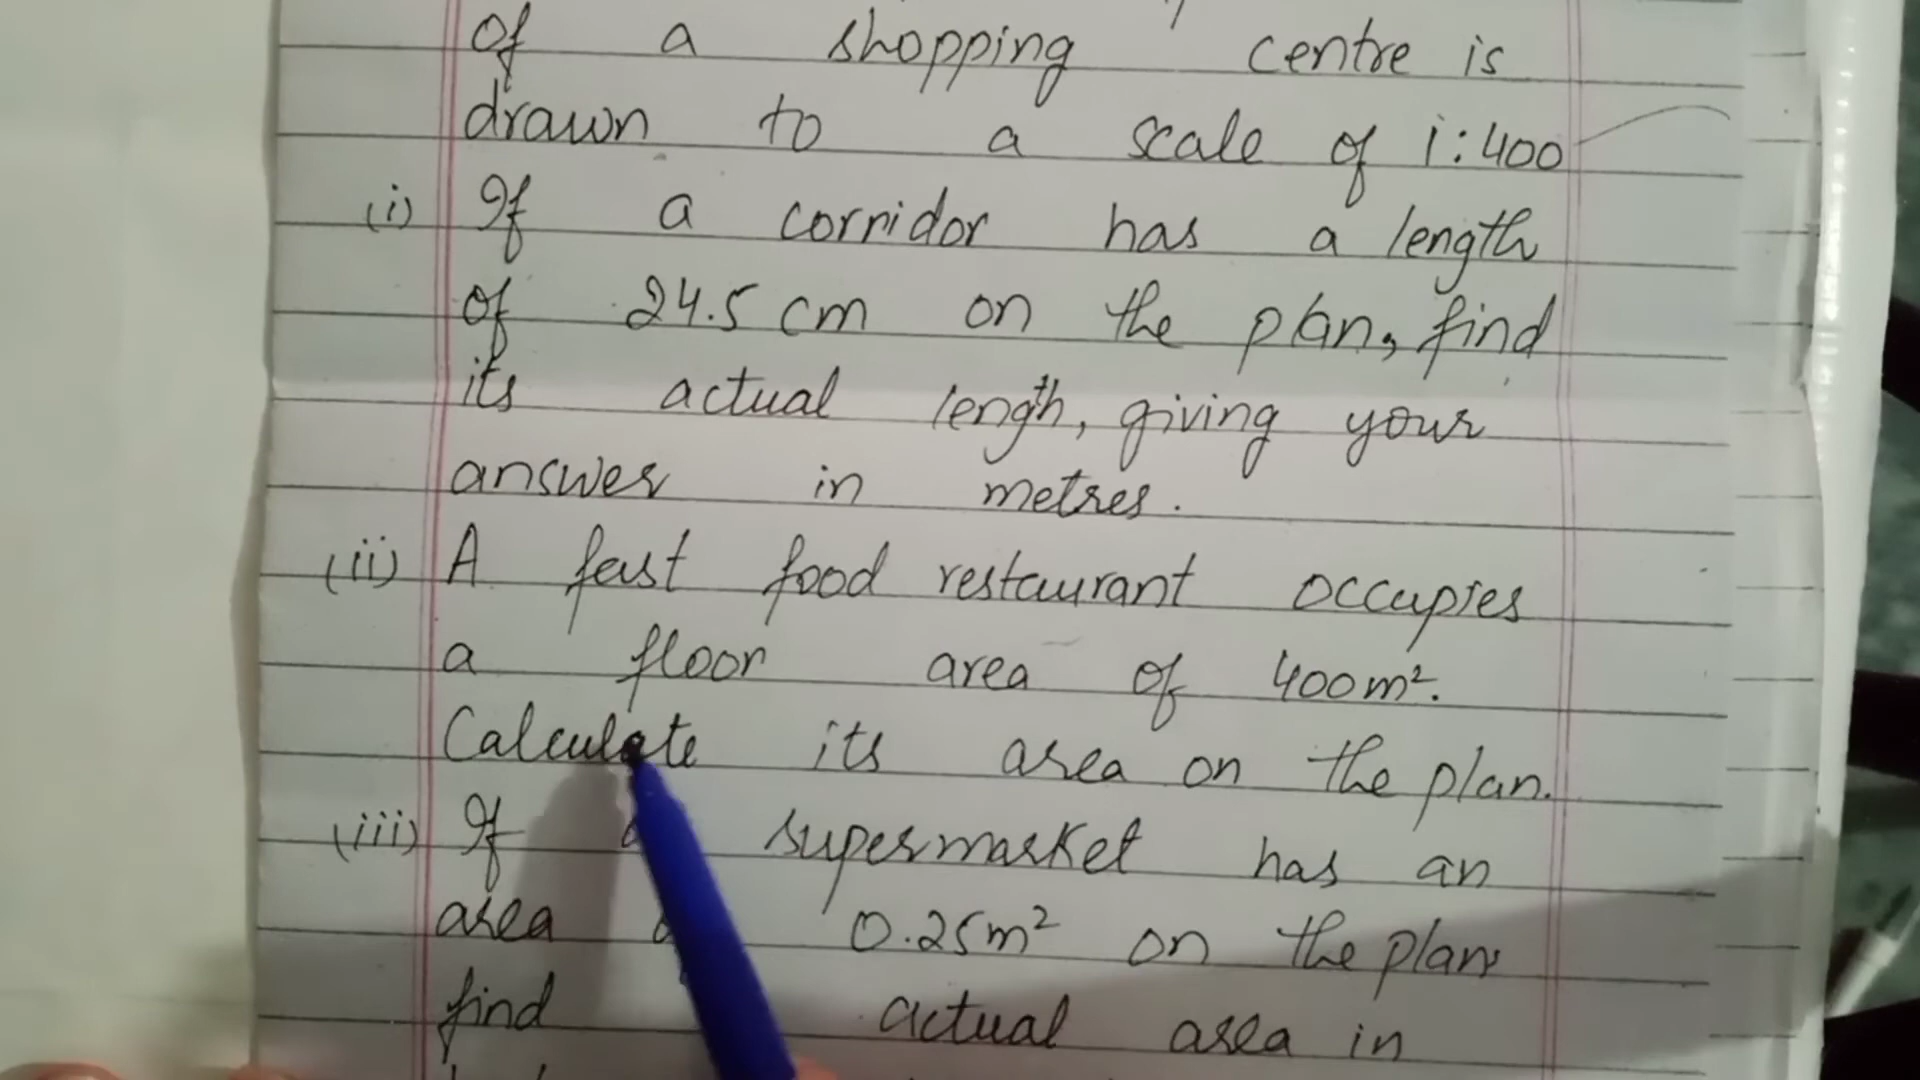 of a shopping centre is
drawn to a scale of 1:400
(i) If a corridor has a length
of 24.5 cm on the plan, find
its actual length, giving your
answer in metres.
(ii) A fast food restaurant occupies
a floor area of 400m².
Calculate its area on the plan.
(iii) If a supermarket has an
area 0.25m² on the plan,
find actual area in